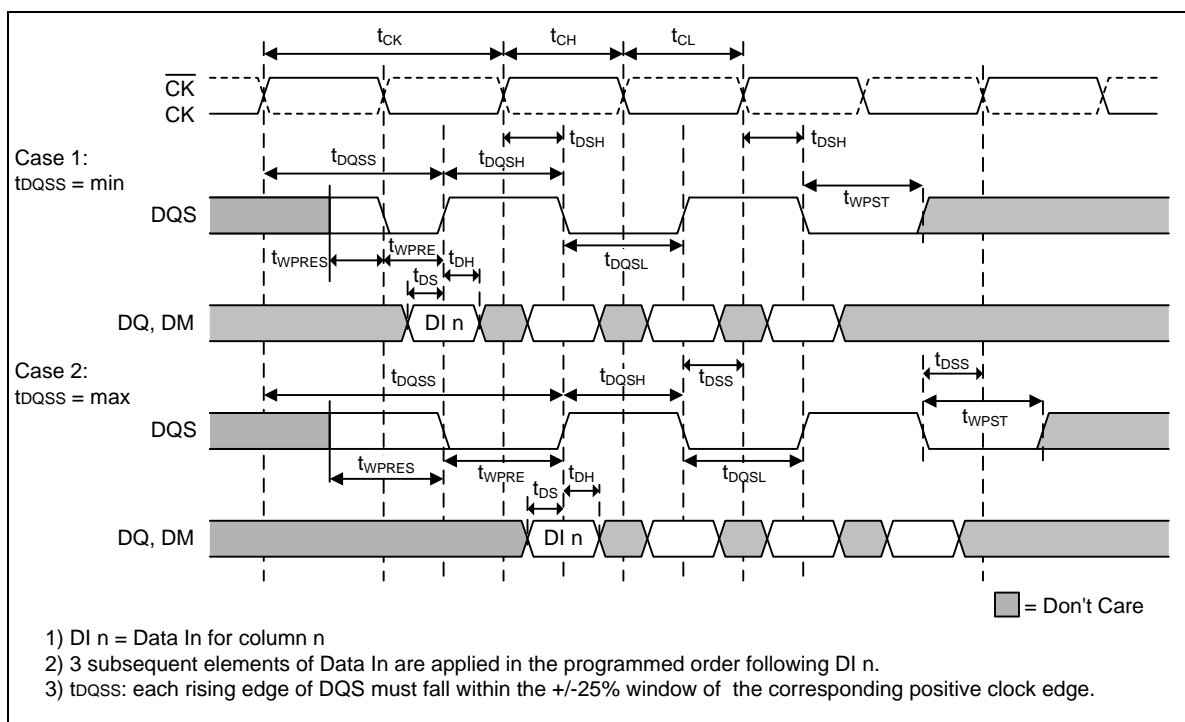 tCK tCH tCL
CK
CK
tDSH tDSH
Case 1:
tDQSS = min
tDQSS tDQSH
tWPST
DQS
tWPRES tWPRE tDH tDQSL
tDS
DQ, DM DI n
Case 2:
tDQSS = max
tDQSS tDQSH tDSS tDSS
tWPST
DQS
tWPRES tWPRE tDH tDQSL
tDS
DQ, DM DI n
= Don't Care
1) DI n = Data In for column n
2) 3 subsequent elements of Data In are applied in the programmed order following DI n.
3) tDQSS: each rising edge of DQS must fall within the +/-25% window of the corresponding positive clock edge.